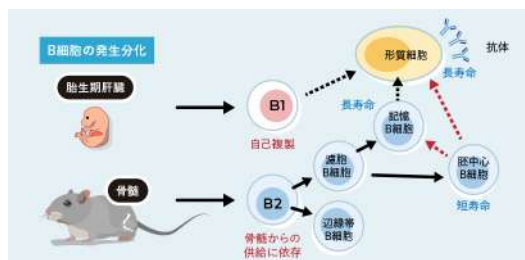 B細胞の発生分化
胎生期肝臓
骨髄
B1
自己複製
B2
骨髄からの
供給に依存
濾胞
B細胞
辺縁帯
B細胞
長寿命
記憶
B細胞
形質細胞
抗体
長寿命
胚中心
B細胞
短寿命